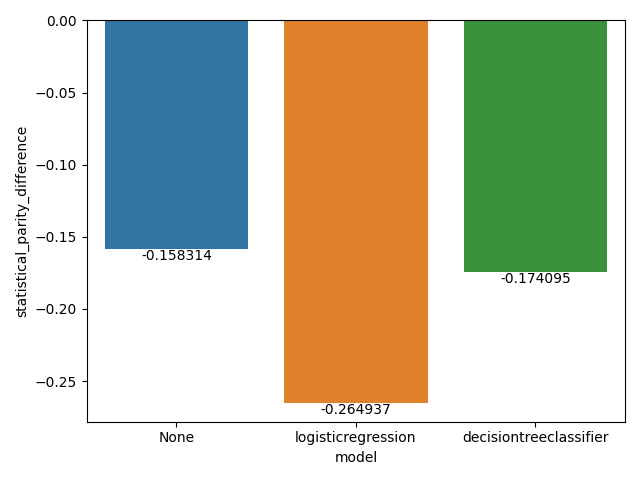 statistical_parity_difference
0.00
−0.05
−0.10
−0.15
−0.20
−0.25
-0.158314
-0.264937
-0.174095
None
logisticregression
decisiontreeclassifier
model